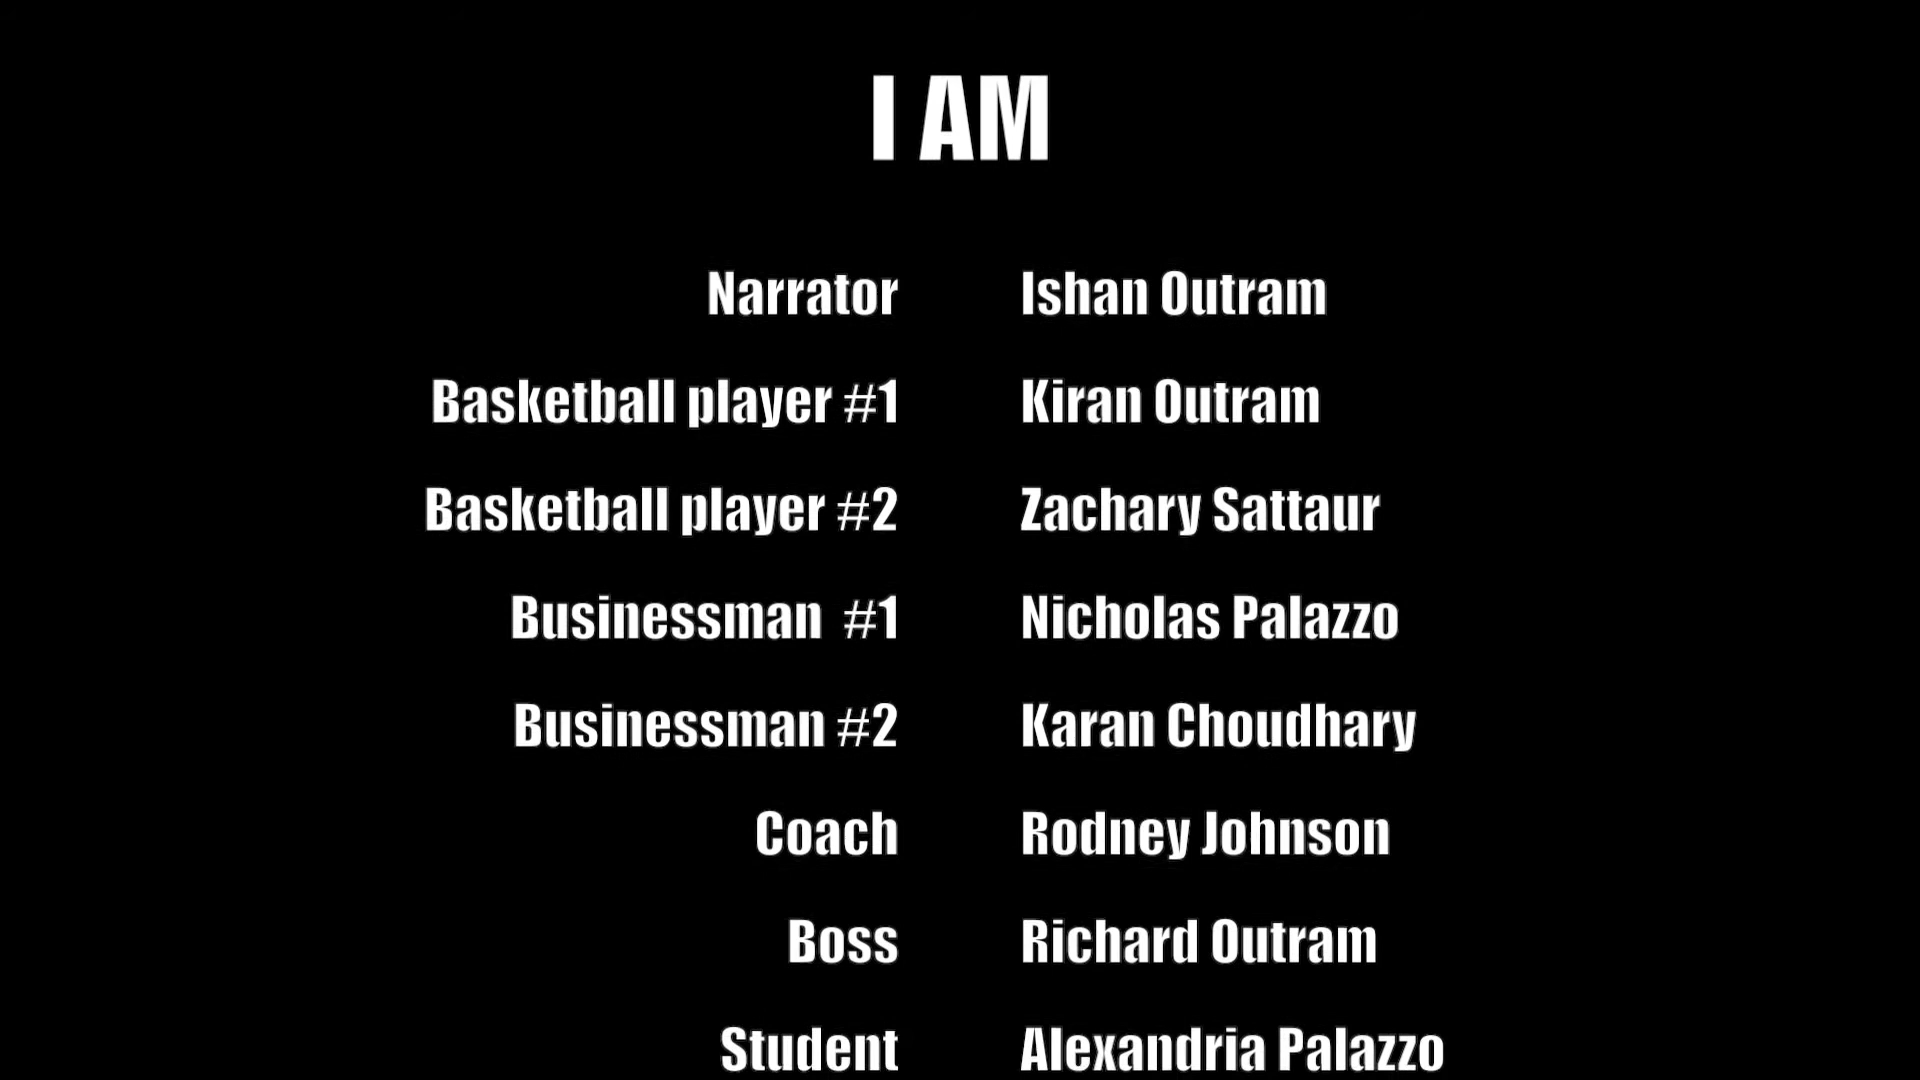 I AM
Narrator Ishan Outram
Basketball player #1 Kiran Outram
Basketball player #2 Zachary Sattaur
Businessman #1 Nicholas Palazzo
Businessman #2 Karan Choudhary
Coach Rodney Johnson
Boss Richard Outram
Student Alexandria Palazzo